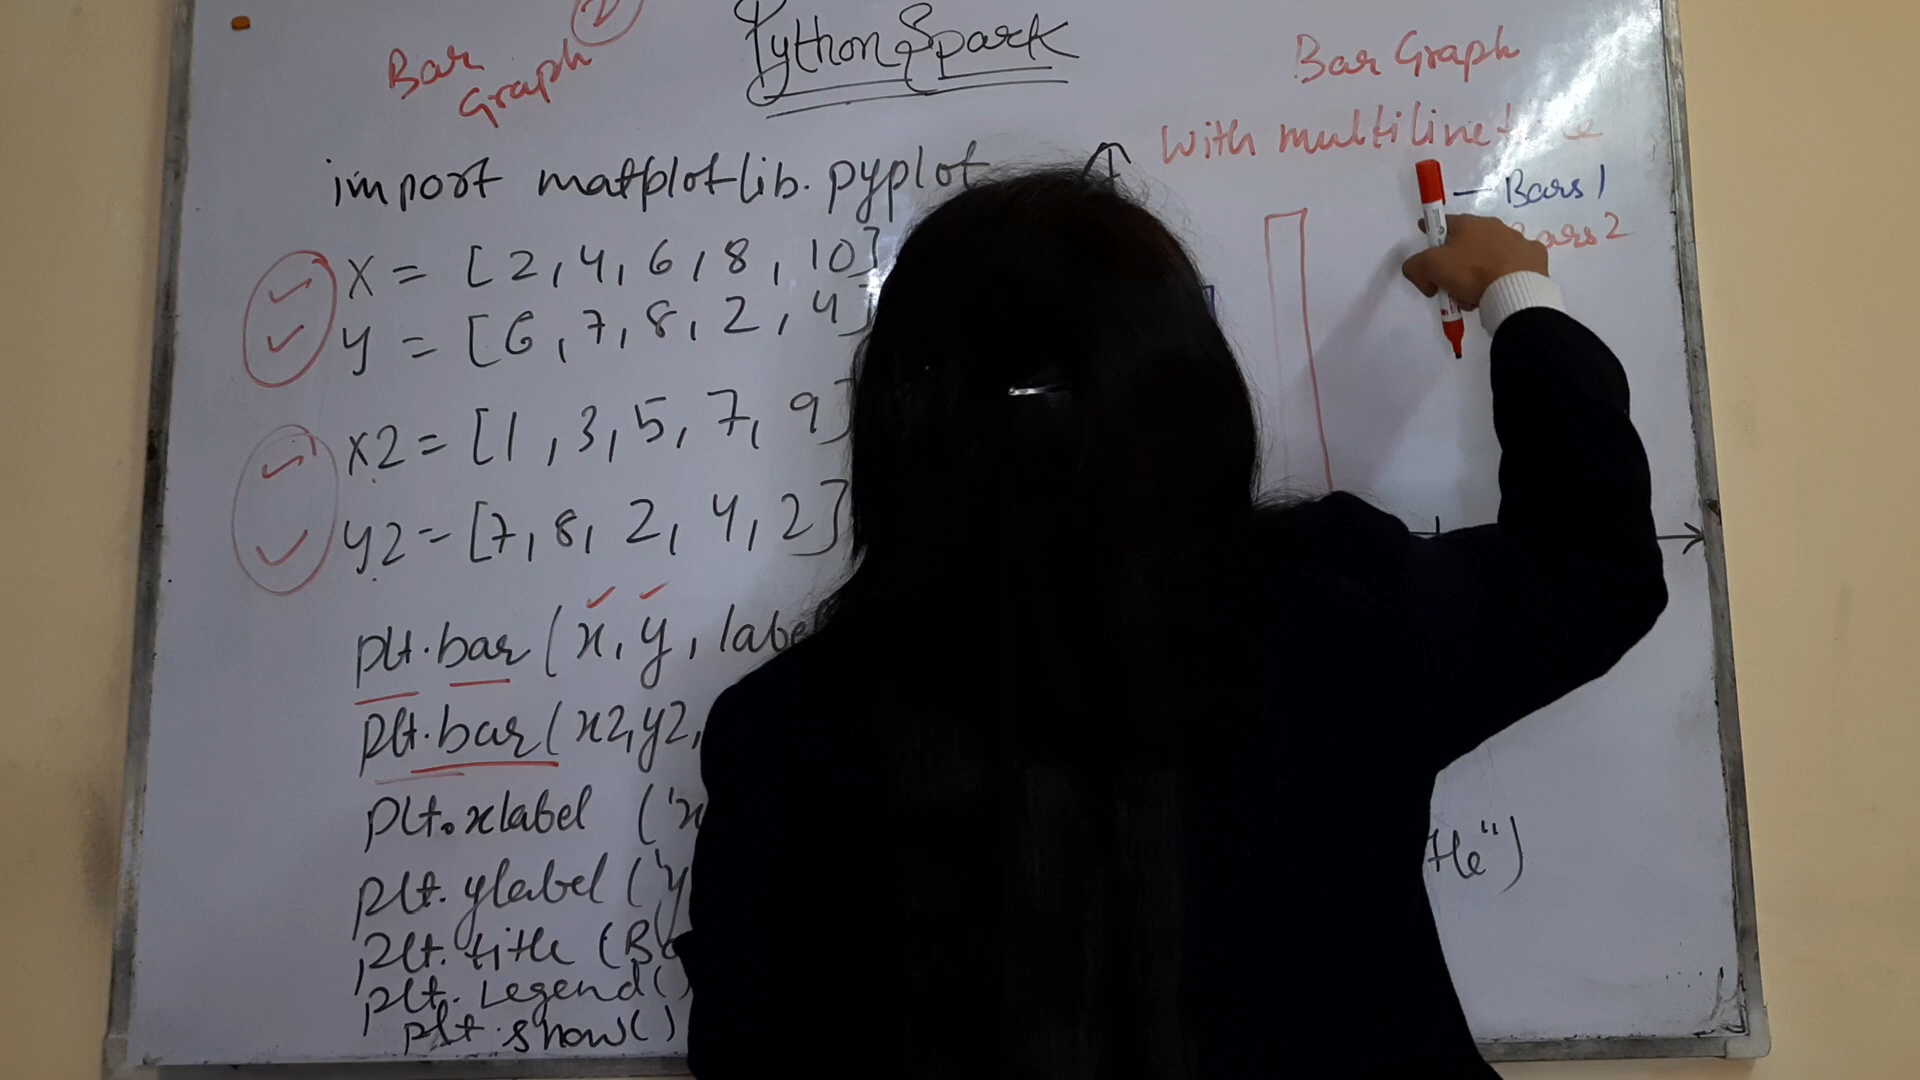 Bar
Graph
2
Python Spark
import matplotlib.pyplot
x = [2, 4, 6, 8, 10]
y = [6, 7, 8, 2, 4]
x2 = [1, 3, 5, 7, 9]
y2 = [7, 8, 2, 4, 2]
plt.bar(x, y, label
plt.bar(x2, y2,
plt.xlabel ('x
plt.ylabel ('y
plt.title (B
plt.Legend()
plt.show()
Bar Graph
With multiline
Bars 1
Bars 2
tle")